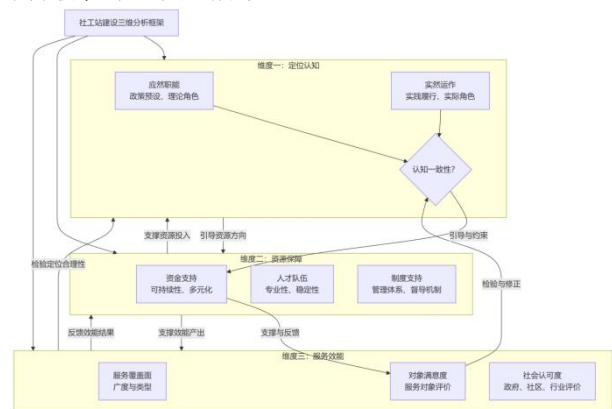 社工站建设三维分析框架
维度一：定位认知
应然职能
政策预设、理论角色
实然运作
实践履行、实际角色
认知一致性?
支撑资源投入
引导资源方向
引导与约束
维度二：资源保障
检验定位合理性
资金支持
可持续性、多元化
人才队伍
专业性、稳定性
制度支持
管理体系、督导机制
检验与修正
反馈效能结果
支撑效能产出
支撑与反馈
维度三：服务效能
服务覆盖面
广度与类型
对象满意度
服务对象评价
社会认可度
政府、社区、行业评价